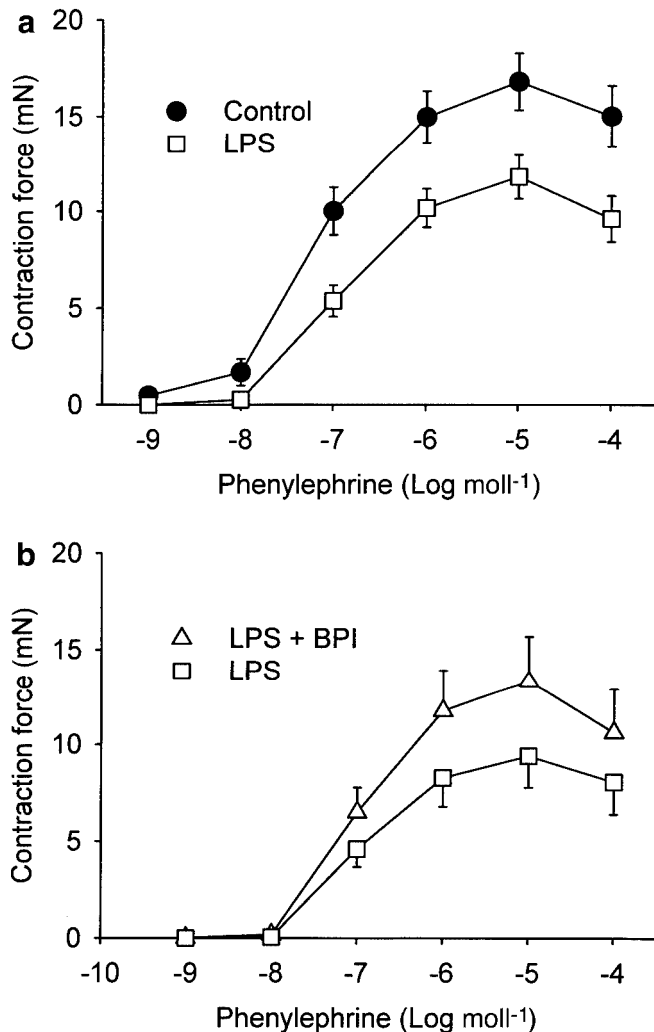 a
20
15
10
5
0
Contraction force (mN)
Control
LPS
-9 -8 -7 -6 -5 -4
Phenylephrine (Log moll-1)
b
20
15
10
5
0
Contraction force (mN)
LPS + BPI
LPS
-10 -9 -8 -7 -6 -5 -4
Phenylephrine (Log moll-1)